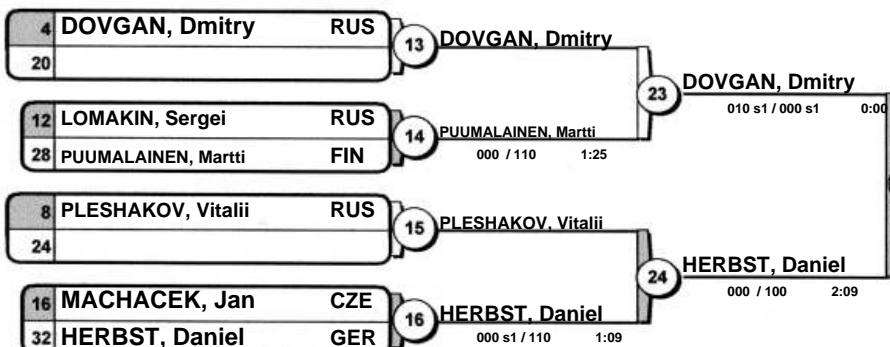 4 DOVGAN, Dmitry RUS
20
13 DOVGAN, Dmitry
12 LOMAKIN, Sergei RUS
28 PUUMALAINEN, Martti FIN
14 PUUMALAINEN, Martti
000 / 110 1:25
23 DOVGAN, Dmitry
010 s1 / 000 s1 0:00
8 PLESHAKOV, Vitalii RUS
24
15 PLESHAKOV, Vitalii
16 MACHACEK, Jan CZE
32 HERBST, Daniel GER
16 HERBST, Daniel
000 s1 / 110 1:09
24 HERBST, Daniel
000 / 100 2:09